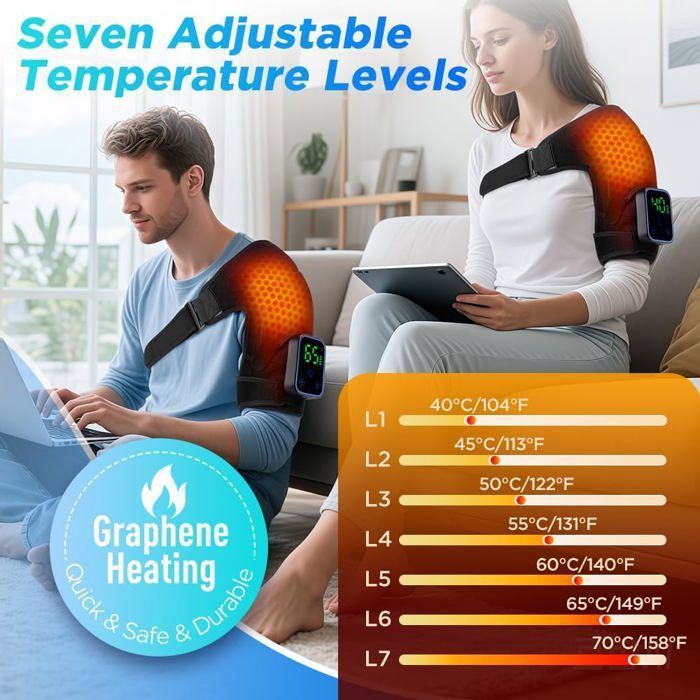 Seven Adjustable
Temperature Levels
40
65
L1 40°C/104°F
L2 45°C/113°F
L3 50°C/122°F
L4 55°C/131°F
L5 60°C/140°F
L6 65°C/149°F
L7 70°C/158°F
Graphene
Heating
Quick & Safe & Durable